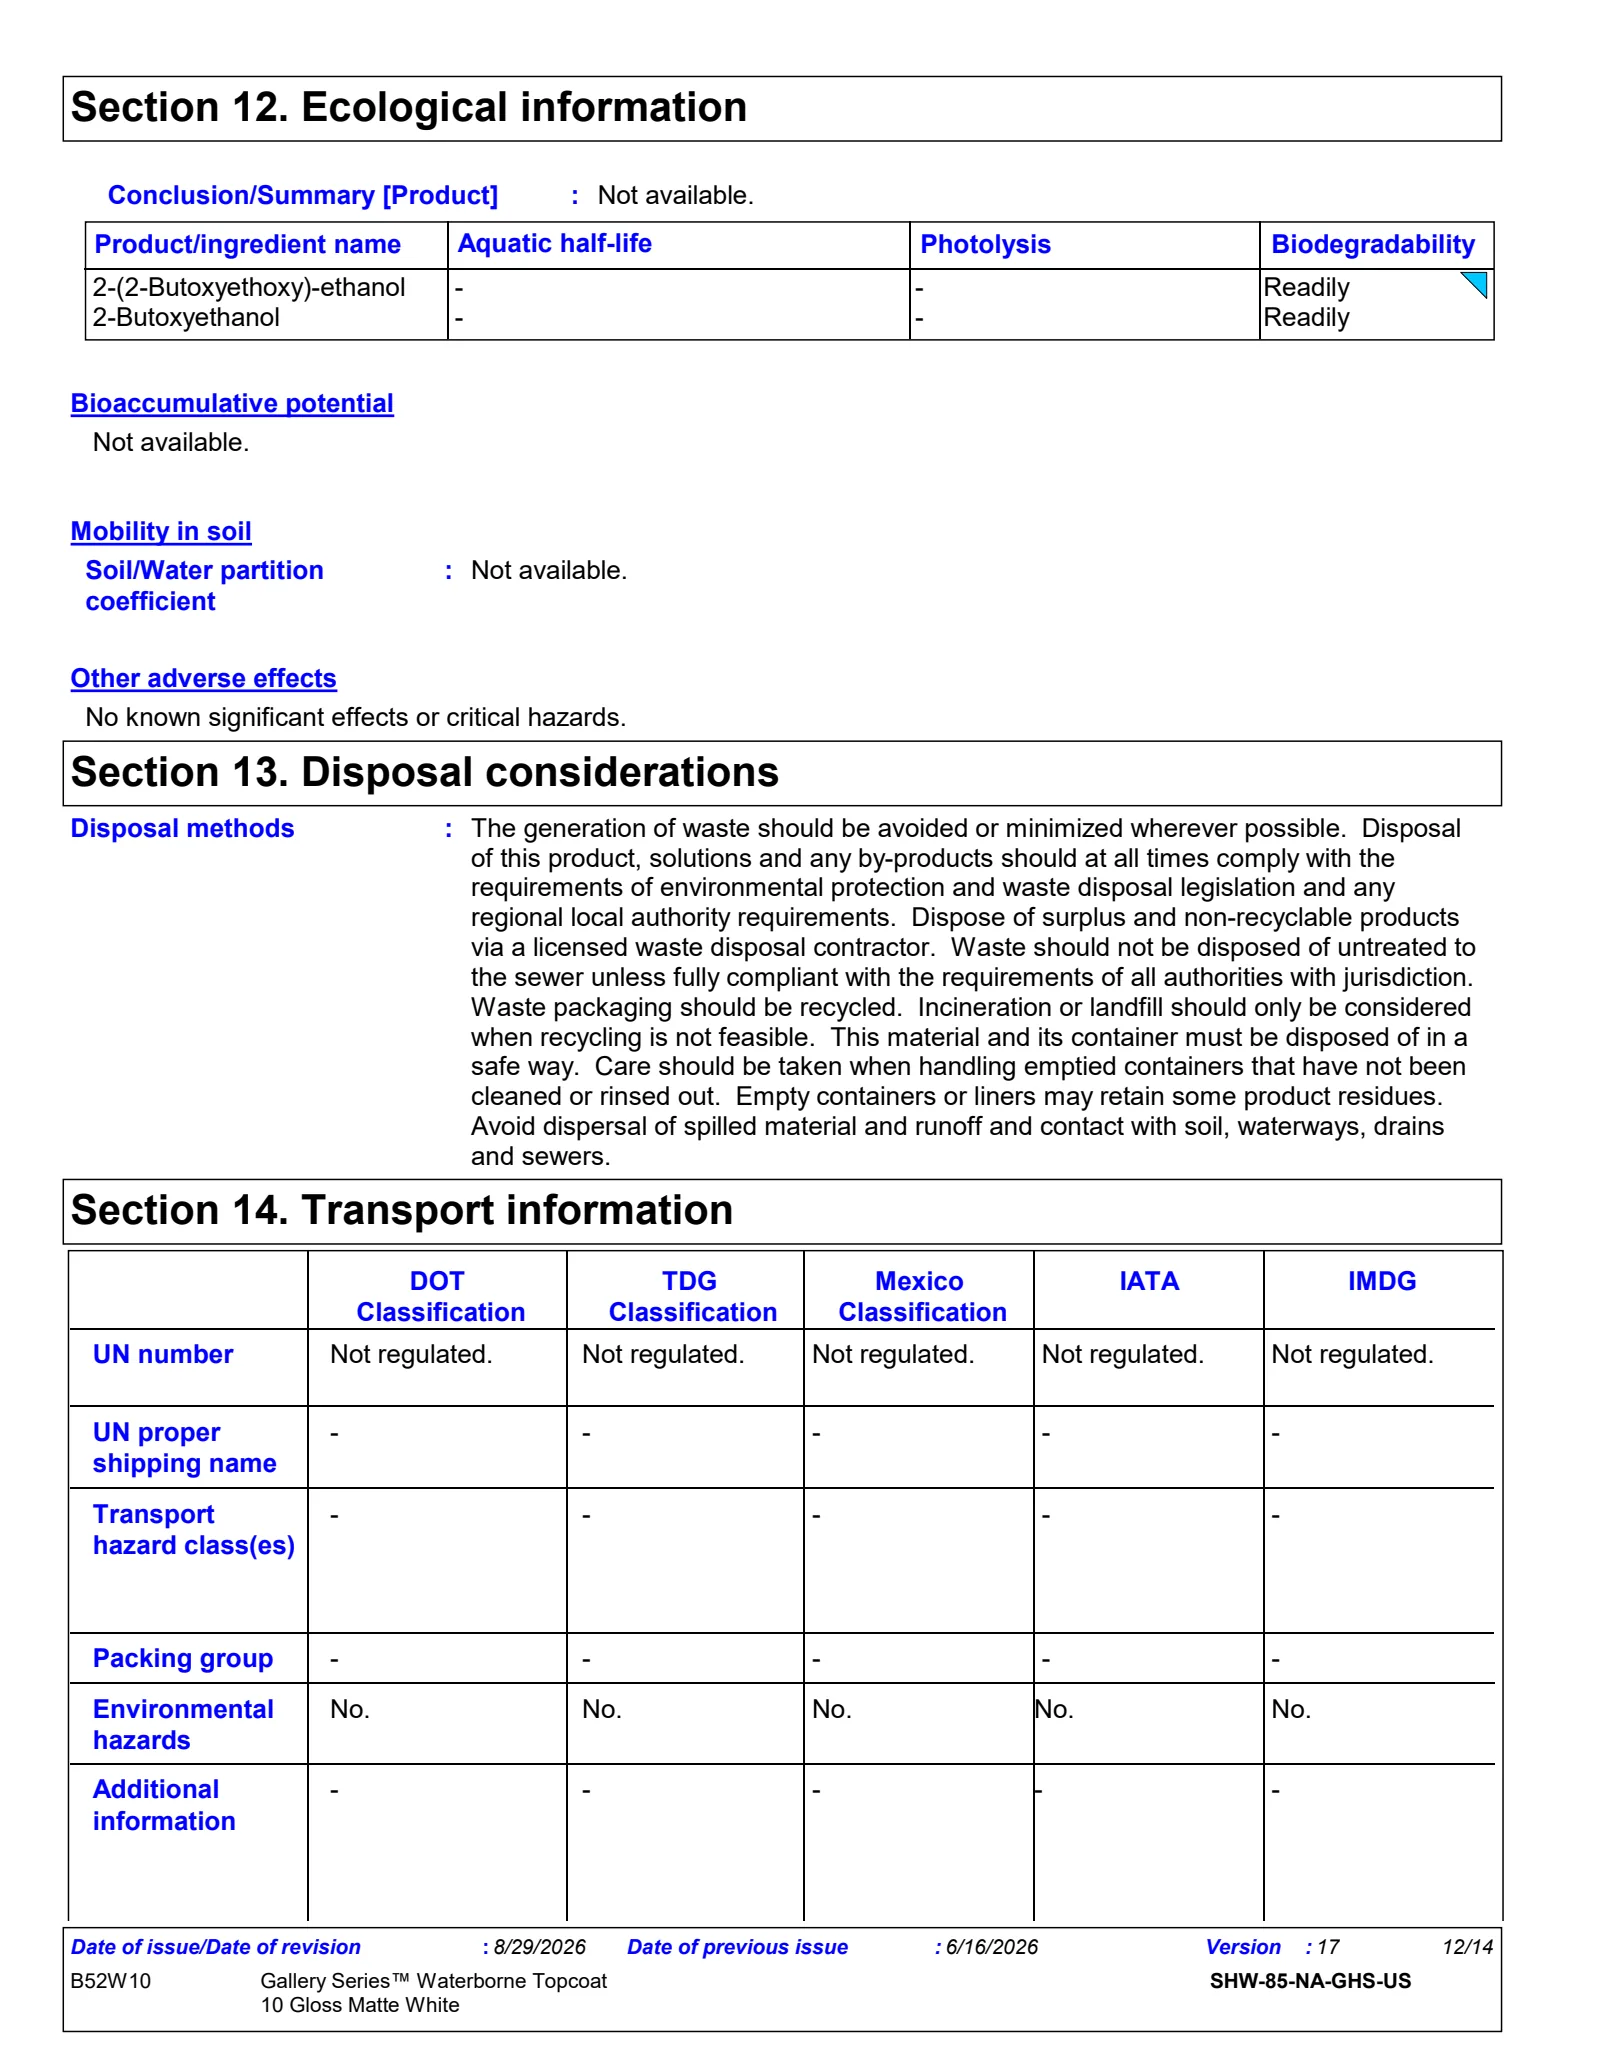 Section 12. Ecological information
Conclusion/Summary [Product] : Not available.
Product/ingredient name Aquatic half-life Photolysis Biodegradability
2-(2-Butoxyethoxy)-ethanol - - Readily
2-Butoxyethanol - - Readily
Bioaccumulative potential
Not available.
Mobility in soil
Soil/Water partition : Not available.
coefficient
Other adverse effects
No known significant effects or critical hazards.
Section 13. Disposal considerations
Disposal methods : The generation of waste should be avoided or minimized wherever possible. Disposal
of this product, solutions and any by-products should at all times comply with the
requirements of environmental protection and waste disposal legislation and any
regional local authority requirements. Dispose of surplus and non-recyclable products
via a licensed waste disposal contractor. Waste should not be disposed of untreated to
the sewer unless fully compliant with the requirements of all authorities with jurisdiction.
Waste packaging should be recycled. Incineration or landfill should only be considered
when recycling is not feasible. This material and its container must be disposed of in a
safe way. Care should be taken when handling emptied containers that have not been
cleaned or rinsed out. Empty containers or liners may retain some product residues.
Avoid dispersal of spilled material and runoff and contact with soil, waterways, drains
and sewers.
Section 14. Transport information
DOT TDG Mexico IATA IMDG
Classification Classification Classification
UN number Not regulated. Not regulated. Not regulated. Not regulated. Not regulated.
UN proper - - - - -
shipping name
Transport - - - - -
hazard class(es)
Packing group - - - - -
Environmental No. No. No. No. No.
hazards
Additional - - - - -
information
Date of issue/Date of revision : 8/29/2026 Date of previous issue : 6/16/2026 Version : 17 12/14
B52W10 Gallery Series™ Waterborne Topcoat SHW-85-NA-GHS-US
10 Gloss Matte White